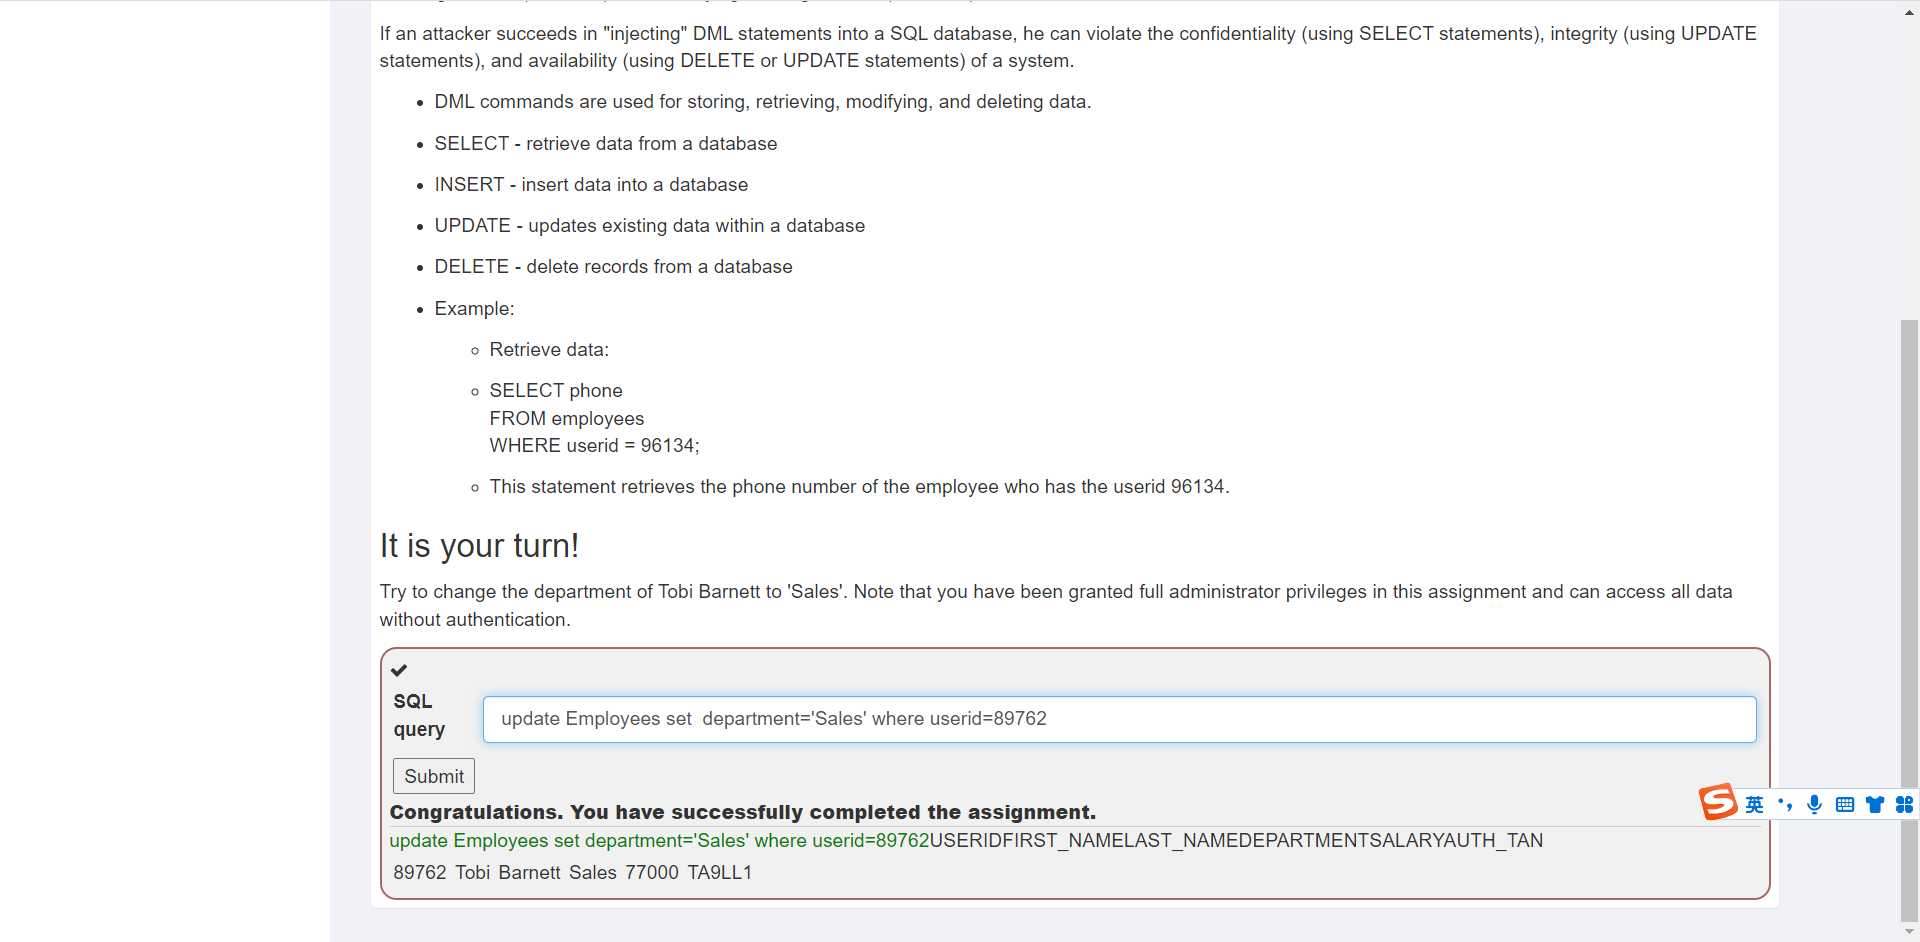 If an attacker succeeds in "injecting" DML statements into a SQL database, he can violate the confidentiality (using SELECT statements), integrity (using UPDATE
statements), and availability (using DELETE or UPDATE statements) of a system.
DML commands are used for storing, retrieving, modifying, and deleting data.
SELECT - retrieve data from a database
INSERT - insert data into a database
UPDATE - updates existing data within a database
DELETE - delete records from a database
Example:
Retrieve data:
SELECT phone
FROM employees
WHERE userid = 96134;
This statement retrieves the phone number of the employee who has the userid 96134.
It is your turn!
Try to change the department of Tobi Barnett to 'Sales'. Note that you have been granted full administrator privileges in this assignment and can access all data
without authentication.
SQL
query
update Employees set  department='Sales' where userid=89762
Submit
Congratulations. You have successfully completed the assignment.
英
update Employees set department='Sales' where userid=89762USERIDFIRST_NAMELAST_NAMEDEPARTMENTSALARYAUTH_TAN
89762 Tobi Barnett Sales 77000 TA9LL1